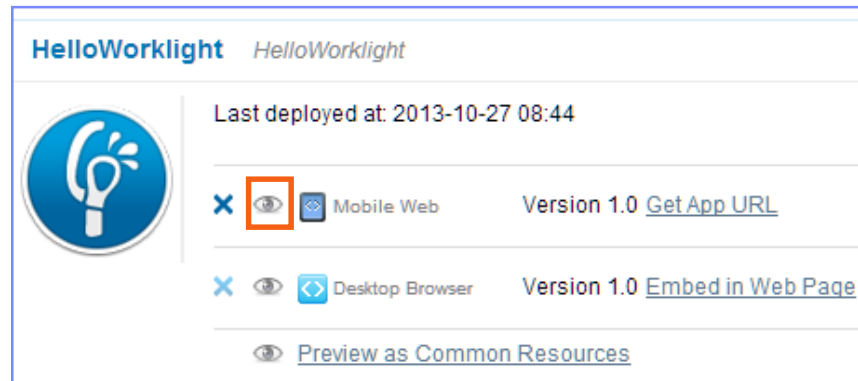 HelloWorklight HelloWorklight
Last deployed at: 2013-10-27 08:44
Mobile Web Version 1.0 Get App URL
Desktop Browser Version 1.0 Embed in Web Page
Preview as Common Resources